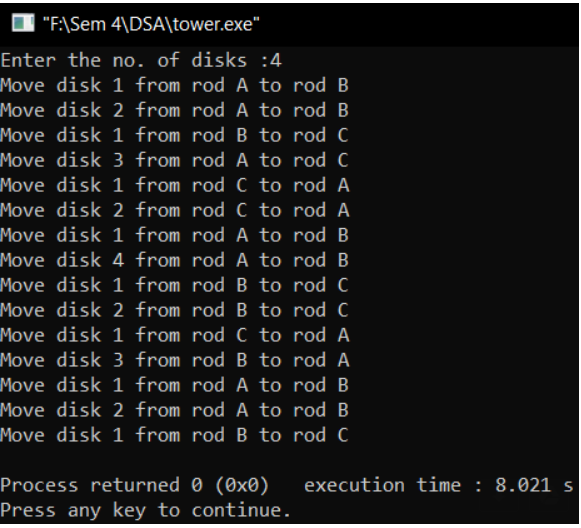 "F:\Sem 4\DSA\tower.exe"
Enter the no. of disks :4
Move disk 1 from rod A to rod B
Move disk 2 from rod A to rod B
Move disk 1 from rod B to rod C
Move disk 3 from rod A to rod C
Move disk 1 from rod C to rod A
Move disk 2 from rod C to rod A
Move disk 1 from rod A to rod B
Move disk 4 from rod A to rod B
Move disk 1 from rod B to rod C
Move disk 2 from rod B to rod C
Move disk 1 from rod C to rod A
Move disk 3 from rod B to rod A
Move disk 1 from rod A to rod B
Move disk 2 from rod A to rod B
Move disk 1 from rod B to rod C
Process returned 0 (0x0)   execution time : 8.021 s
Press any key to continue.